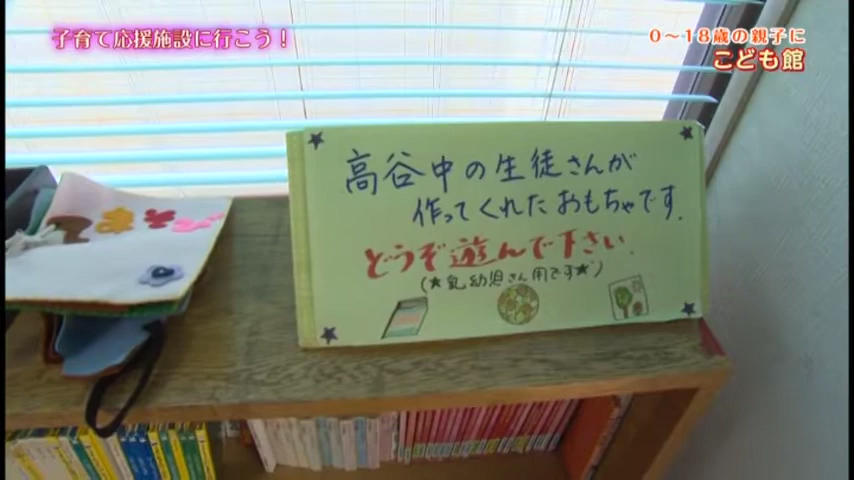 子育て応援施設に行こう！
0～18歳の親子に
こども館
高谷中の生徒さんが
作ってくれたおもちゃです.
どうぞ遊んで下さい.
(★乳幼児さん用です★)